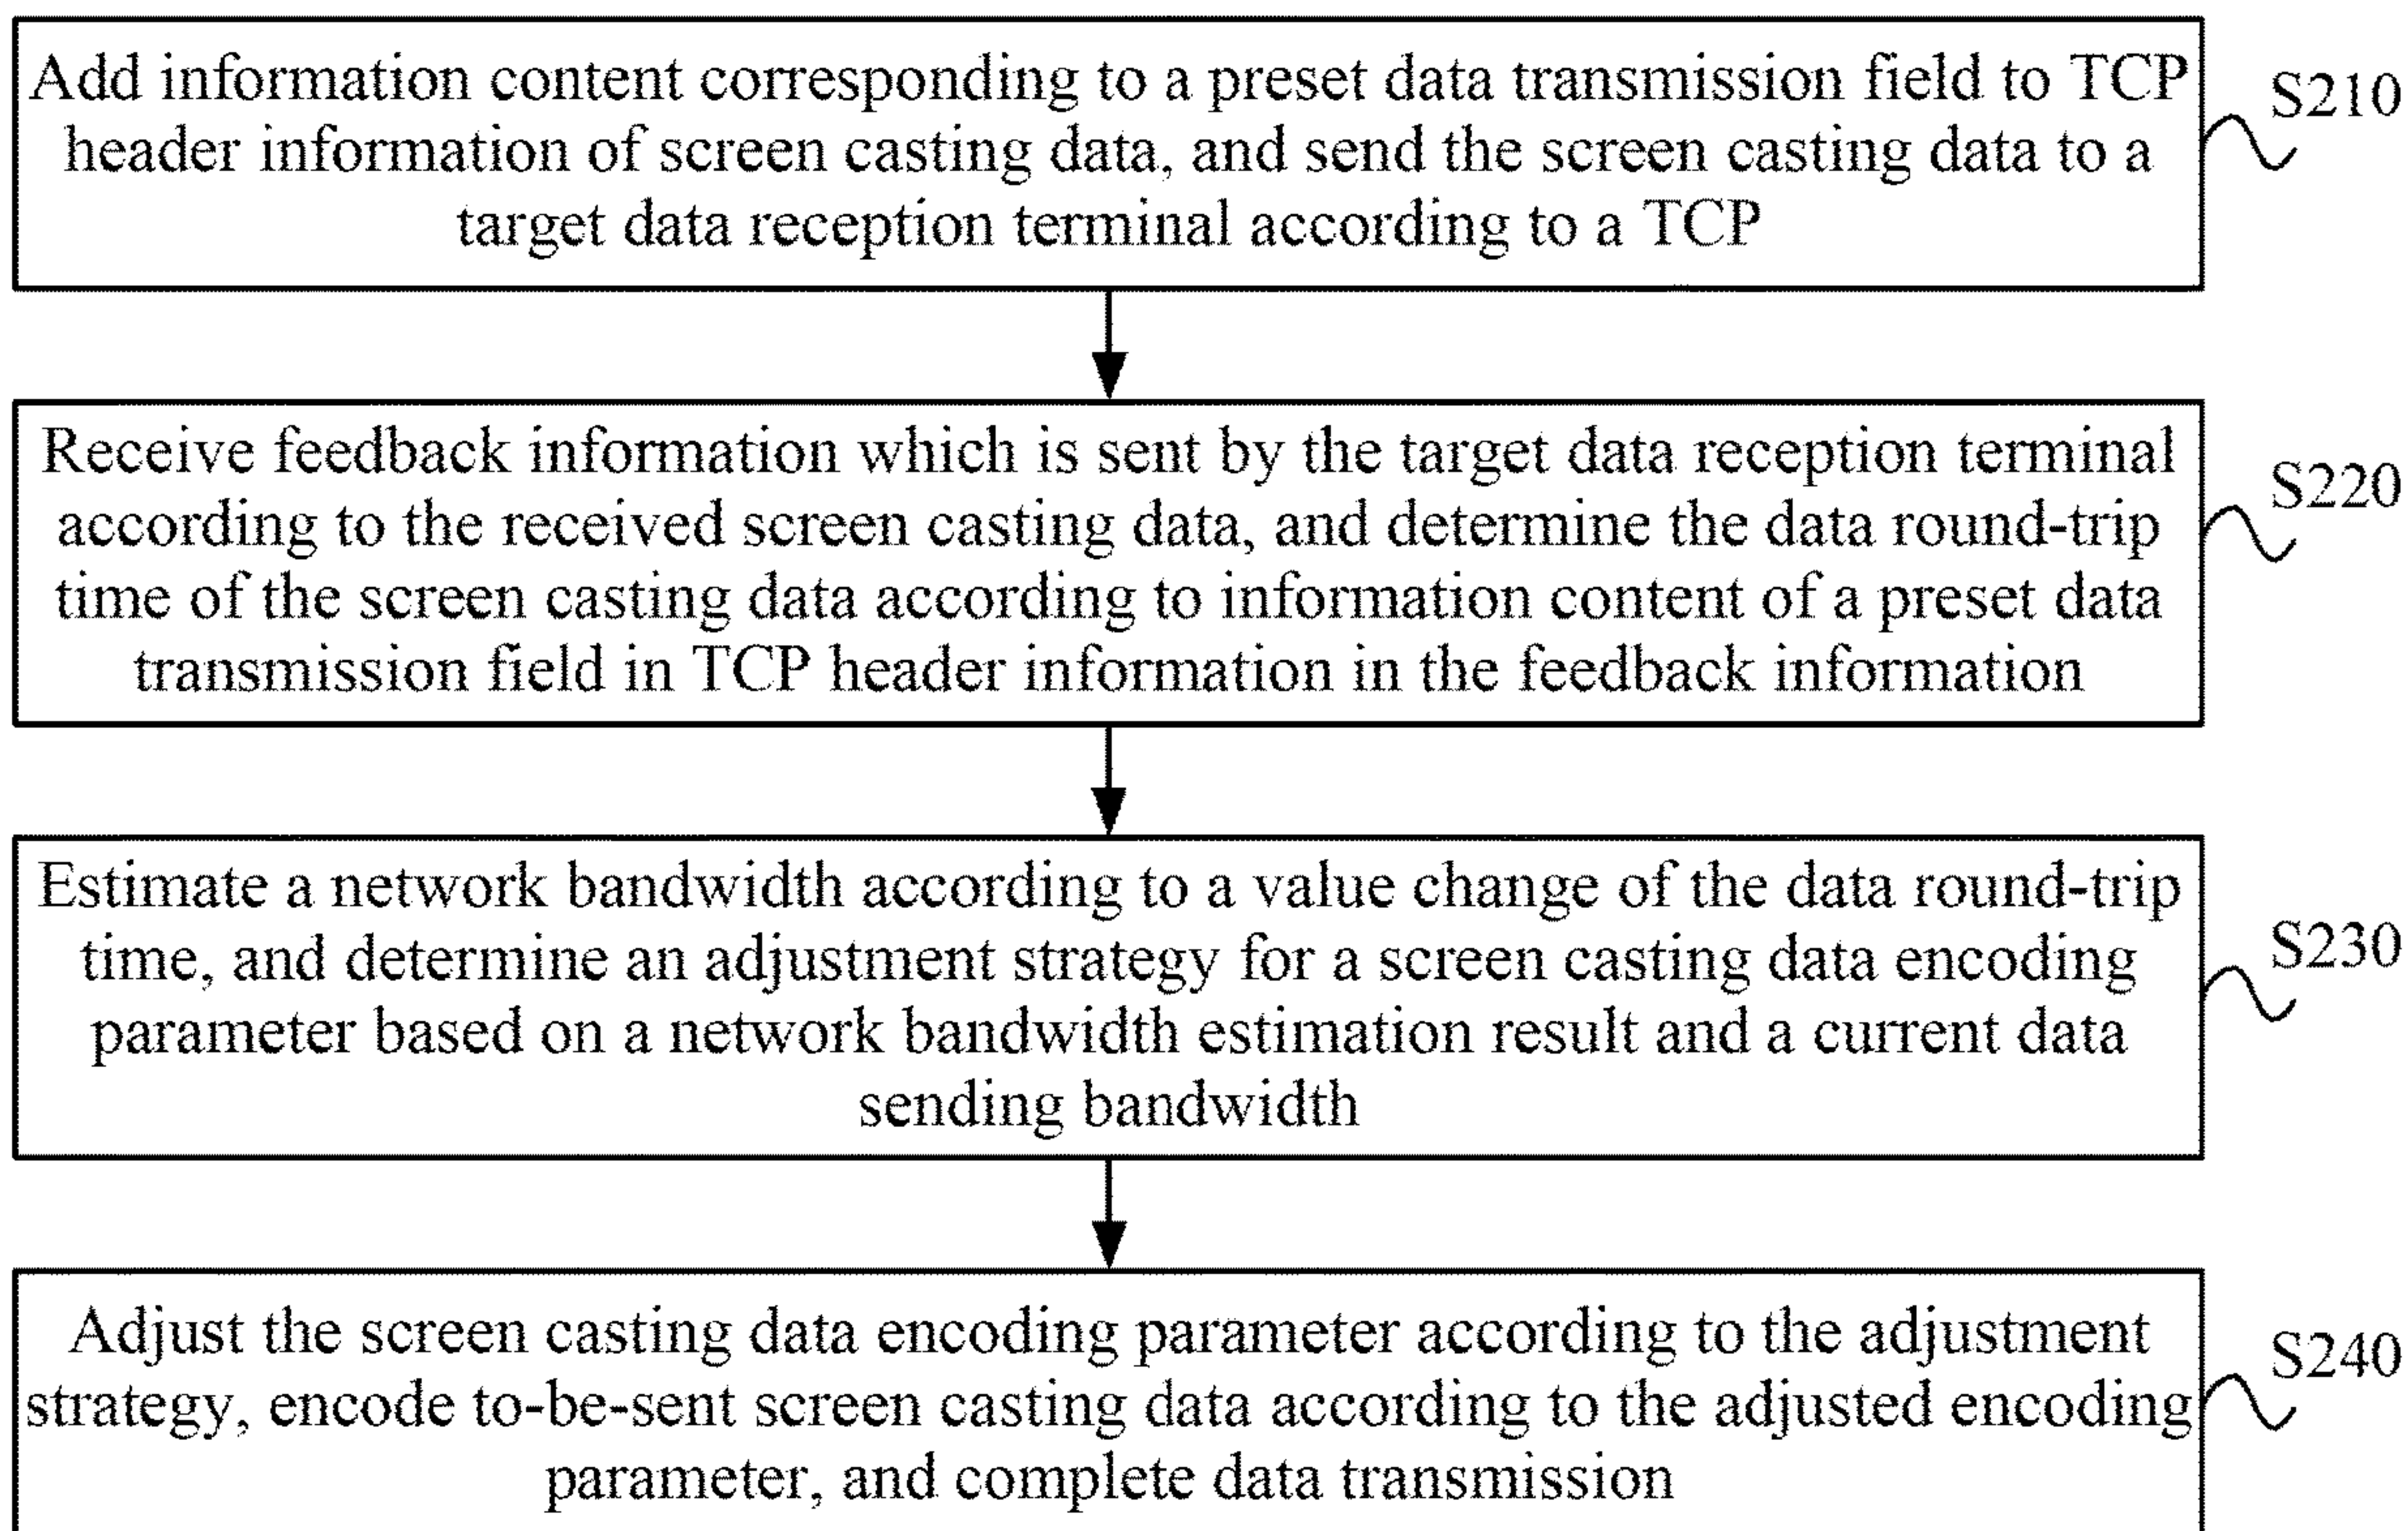 Add information content corresponding to a preset data transmission field to TCP
header information of screen casting data, and send the screen casting data to a
target data reception terminal according to a TCP
S210
Receive feedback information which is sent by the target data reception terminal
according to the received screen casting data, and determine the data round-trip
time of the screen casting data according to information content of a preset data
transmission field in TCP header information in the feedback information
S220
Estimate a network bandwidth according to a value change of the data round-trip
time, and determine an adjustment strategy for a screen casting data encoding
parameter based on a network bandwidth estimation result and a current data
sending bandwidth
S230
Adjust the screen casting data encoding parameter according to the adjustment
strategy, encode to-be-sent screen casting data according to the adjusted encoding
parameter, and complete data transmission
S240